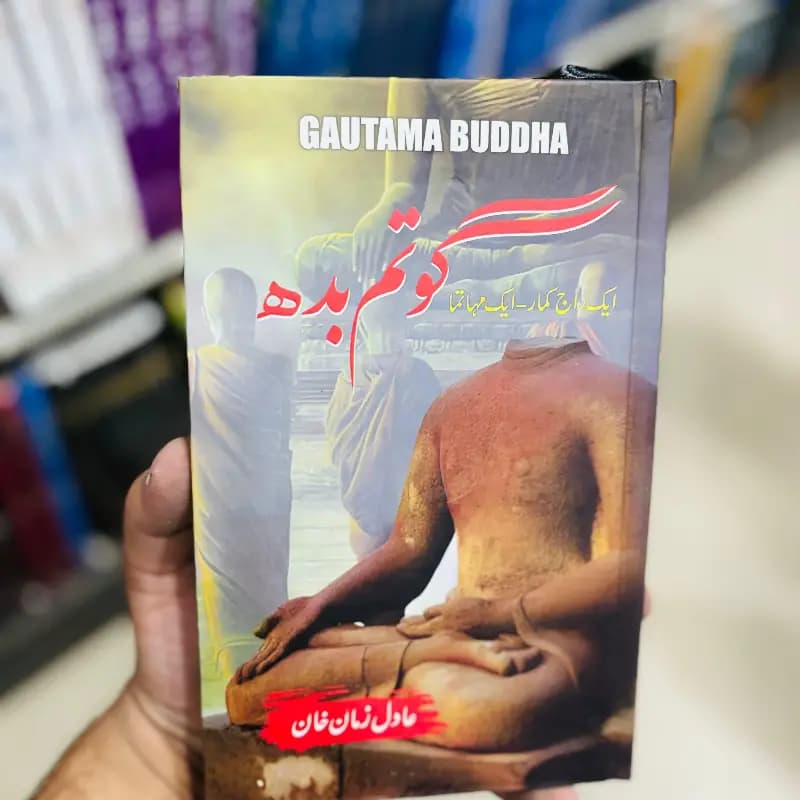 GAUTAMA BUDDHA
گوتم بدھ
ایک راج کمار - ایک مہاتما
عادل زمان خان